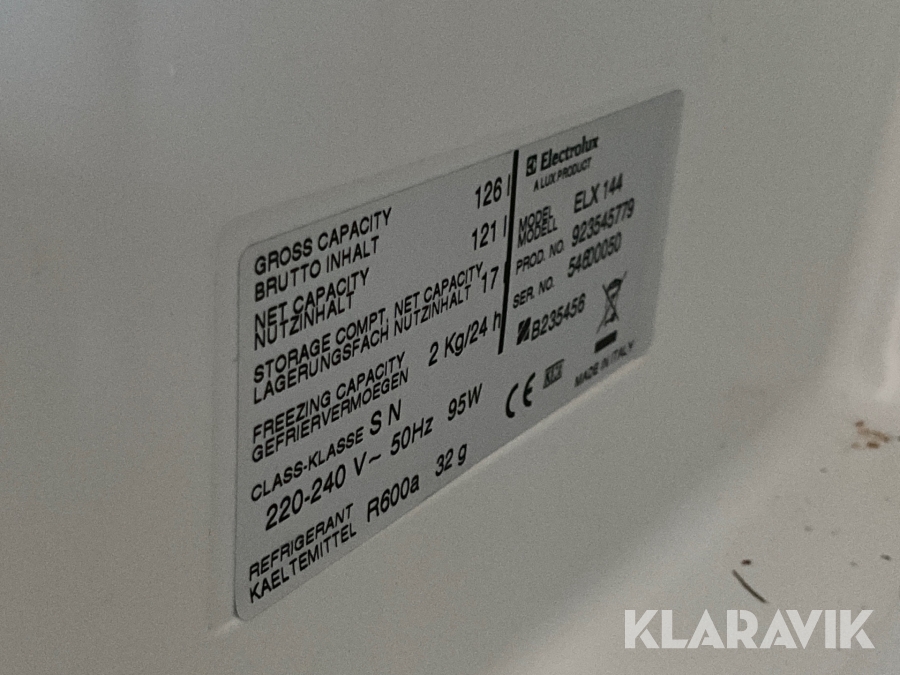 GROSS CAPACITY 126 l
BRUTTO INHALT
NET CAPACITY 121 l
NUTZINHALT
STORAGE COMPT. NET CAPACITY 17 l
LAGERUNGSFACH NUTZINHALT
FREEZING CAPACITY 2 Kg/24 h
GEFRIERVERMOEGEN
CLASS-KLASSE S N
220-240 V~ 50Hz 95W
REFRIGERANT R600a 32 g
KAELTEMITTEL
Electrolux
A LUX PRODUCT
MODEL ELX 144
MODELL
PROD. NO. 923545779
SER. NO. 54600050
B235456
CE
MADE IN ITALY
KLARAVIK